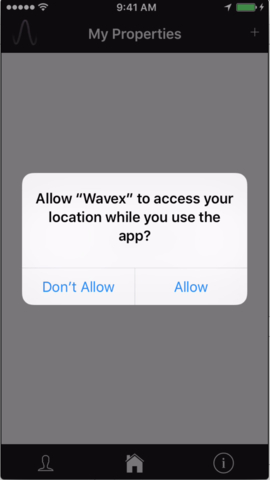 9:41 AM
My Properties
+
Allow “Wavex” to access your
location while you use the
app?
Don’t Allow
Allow